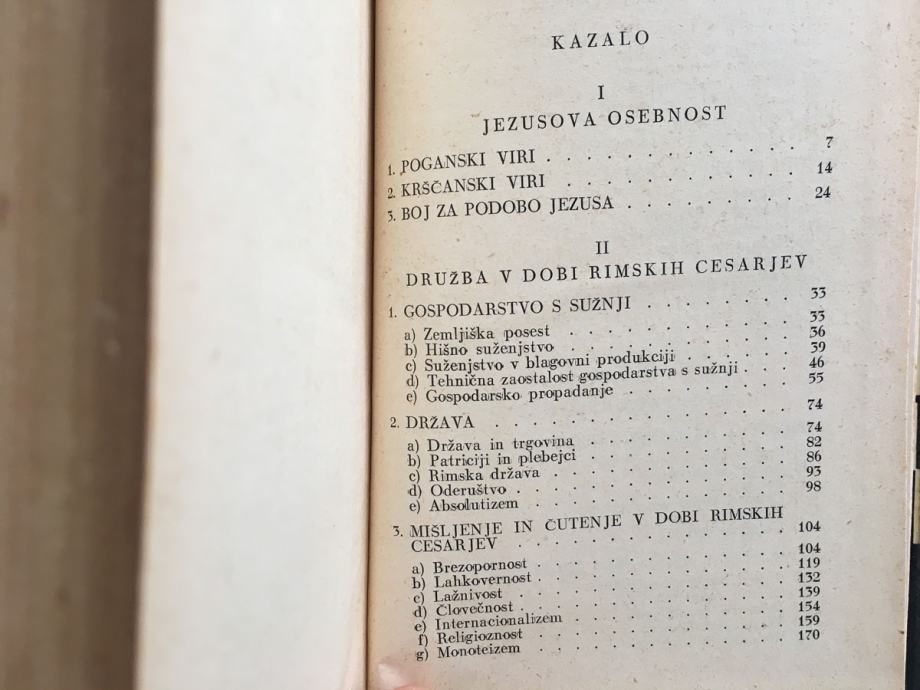 KAZALO
I
JEZUSOVA OSEBNOST
1. POGANSKI VIRI . . . . . . . . . . . . . 7
2. KRŠČANSKI VIRI . . . . . . . . . . . . 14
3. BOJ ZA PODOBO JEZUSA . . . . . . . . . 24
II
DRUŽBA V DOBI RIMSKIH CESARJEV
1. GOSPODARSTVO S SUŽNJI . . . . . . . . 33
a) Zemljiška posest . . . . . . . . . . . 33
b) Hišno suženjstvo . . . . . . . . . . . 36
c) Suženjstvo v blagovni produkciji . . . . . . 39
d) Tehnična zaostalost gospodarstva s sužnji . . . 46
e) Gospodarsko propadanje . . . . . . . . 55
2. DRŽAVA . . . . . . . . . . . . . . . 74
a) Država in trgovina . . . . . . . . . . 74
b) Patriciji in plebejci . . . . . . . . . . 82
c) Rimska država . . . . . . . . . . . . 86
d) Oderuštvo . . . . . . . . . . . . . . 93
e) Absolutizem . . . . . . . . . . . . . 98
3. MIŠLJENJE IN ČUTENJE V DOBI RIMSKIH
CESARJEV . . . . . . . . . . . . . . 104
a) Brezopornost . . . . . . . . . . . . . 104
b) Lahkovernost . . . . . . . . . . . . . 119
c) Lažnivost . . . . . . . . . . . . . . 132
d) Človečnost . . . . . . . . . . . . . . 139
e) Internacionalizem . . . . . . . . . . . 154
f) Religioznost . . . . . . . . . . . . . 159
g) Monoteizem . . . . . . . . . . . . . 170